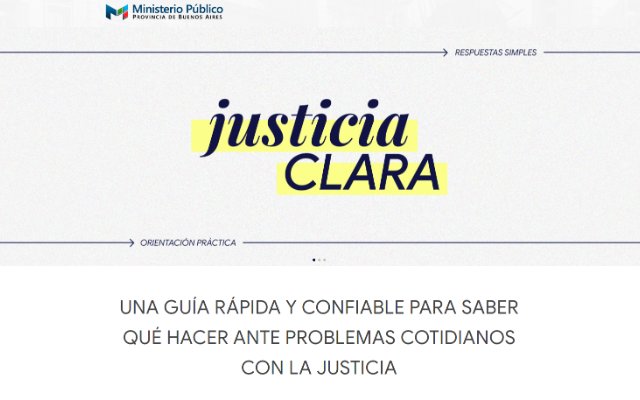 Ministerio Público
PROVINCIA DE BUENOS AIRES
RESPUESTAS SIMPLES
justicia
CLARA
ORIENTACIÓN PRÁCTICA
UNA GUÍA RÁPIDA Y CONFIABLE PARA SABER
QUÉ HACER ANTE PROBLEMAS COTIDIANOS
CON LA JUSTICIA